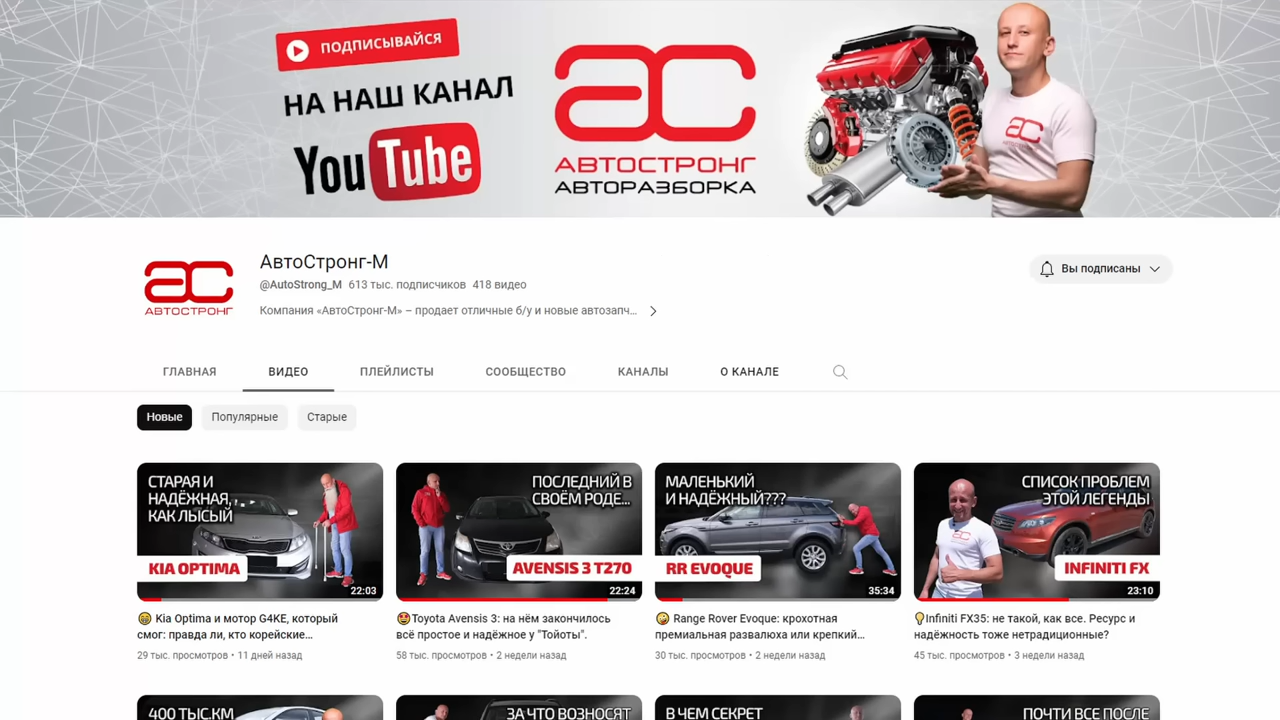 ПОДПИСЫВАЙСЯ
НА НАШ КАНАЛ
YouTube
ас
АВТОСТРОНГ
АВТОРАЗБОРКА
ас
АВТОСТРОНГ
ас
АВТОСТРОНГ
АвтоСтронг-М
@AutoStrong_M 613 тыс. подписчиков 418 видео
Компания «АвтоСтронг-М» – продает отличные б/у и новые автозапч...
Вы подписаны
ГЛАВНАЯ ВИДЕО ПЛЕЙЛИСТЫ СООБЩЕСТВО КАНАЛЫ О КАНАЛЕ
Новые Популярные Старые
СТАРАЯ И
НАДЁЖНАЯ,
КАК ЛЫСЫЙ
KIA OPTIMA
22:03
ПОСЛЕДНИЙ В
СВОЁМ РОДЕ...
AVENSIS 3 T270
22:24
МАЛЕНЬКИЙ
И НАДЁЖНЫЙ???
RR EVOQUE
35:34
СПИСОК ПРОБЛЕМ
ЭТОЙ ЛЕГЕНДЫ
ас
INFINITI FX
23:10
😁 Kia Optima и мотор G4KE, который
смог: правда ли, кто корейские...
29 тыс. просмотров • 11 дней назад
😍Toyota Avensis 3: на нём закончилось
всё простое и надёжное у "Тойоты".
58 тыс. просмотров • 2 недели назад
🤪 Range Rover Evoque: крохотная
премиальная развалюха или крепкий...
30 тыс. просмотров • 2 недели назад
💡Infiniti FX35: не такой, как все. Ресурс и
надёжность тоже нетрадиционные?
45 тыс. просмотров • 3 недели назад
400 ТЫС.КМ
ЗА ЧТО ВОЗНОСЯТ
В ЧЕМ СЕКРЕТ
ПОЧТИ ВСЕ ПОСЛЕ